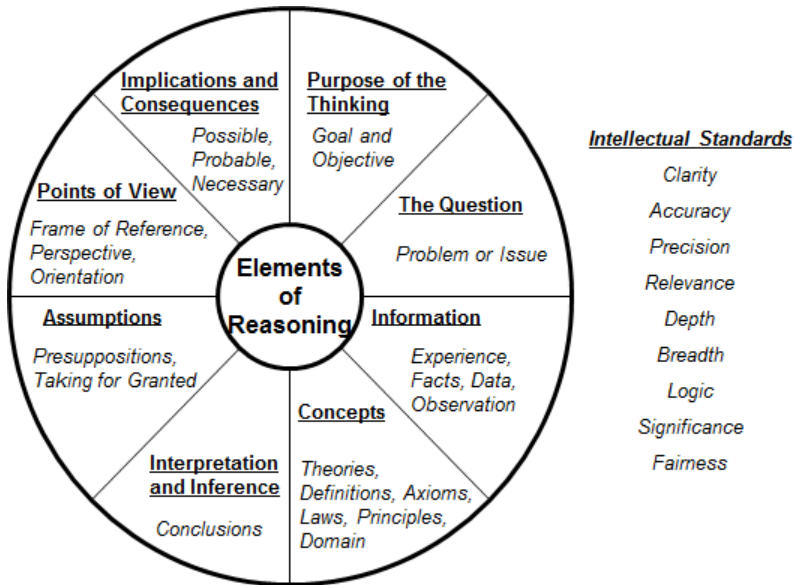 Implications and
Consequences
Possible,
Probable,
Necessary
Purpose of the
Thinking
Goal and
Objective
The Question
Problem or Issue
Information
Experience,
Facts, Data,
Observation
Concepts
Theories,
Definitions, Axioms,
Laws, Principles,
Domain
Interpretation
and Inference
Conclusions
Assumptions
Presuppositions,
Taking for Granted
Points of View
Frame of Reference,
Perspective,
Orientation
Elements
of
Reasoning
Intellectual Standards
Clarity
Accuracy
Precision
Relevance
Depth
Breadth
Logic
Significance
Fairness